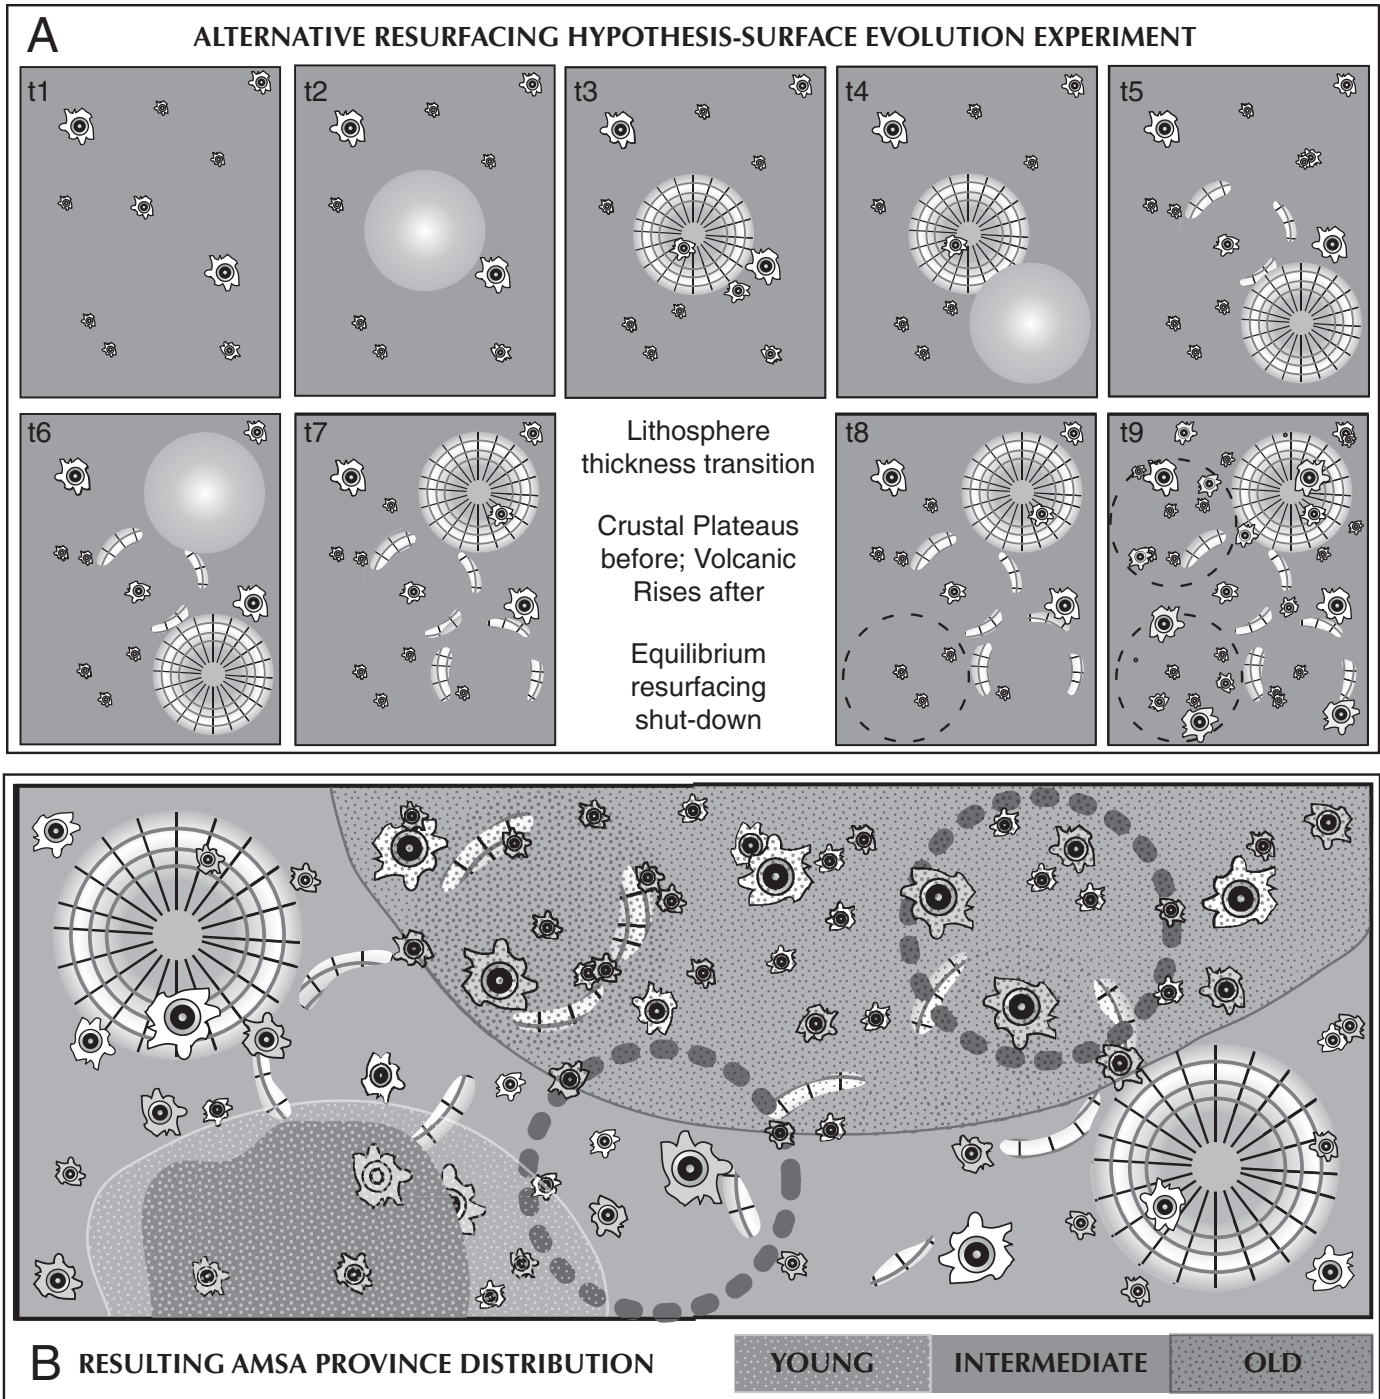 A
ALTERNATIVE RESURFACING HYPOTHESIS-SURFACE EVOLUTION EXPERIMENT
t1
t2
t3
t4
t5
t6
t7
Lithosphere
thickness transition
Crustal Plateaus
before; Volcanic
Rises after
Equilibrium
resurfacing
shut-down
t8
t9
B
RESULTING AMSA PROVINCE DISTRIBUTION
YOUNG
INTERMEDIATE
OLD